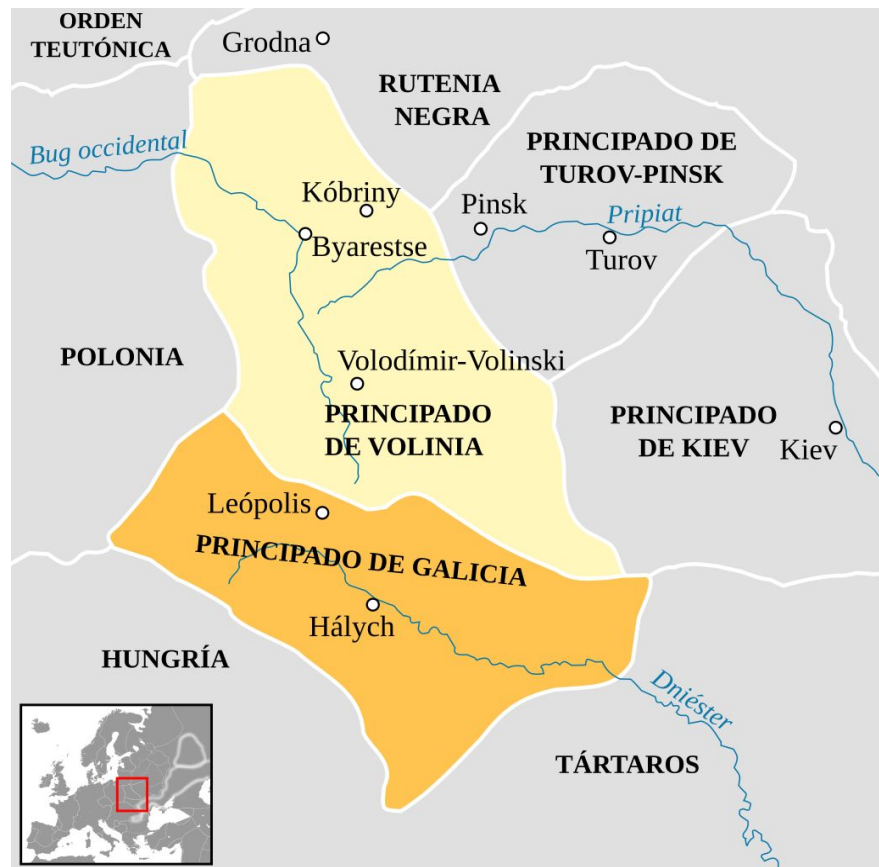 ORDEN
TEUTÓNICA
Grodna
RUTENIA
NEGRA
PRINCIPADO DE
TUROV-PINSK
Bug occidental
Kóbriny
Pinsk
Pripiat
Byarestse
Turov
POLONIA
Volodímir-Volinski
PRINCIPADO
DE VOLINIA
PRINCIPADO
DE KIEV
Kiev
Leópolis
PRINCIPADO DE GALICIA
Hálych
HUNGRÍA
Dniéster
TÁRTAROS